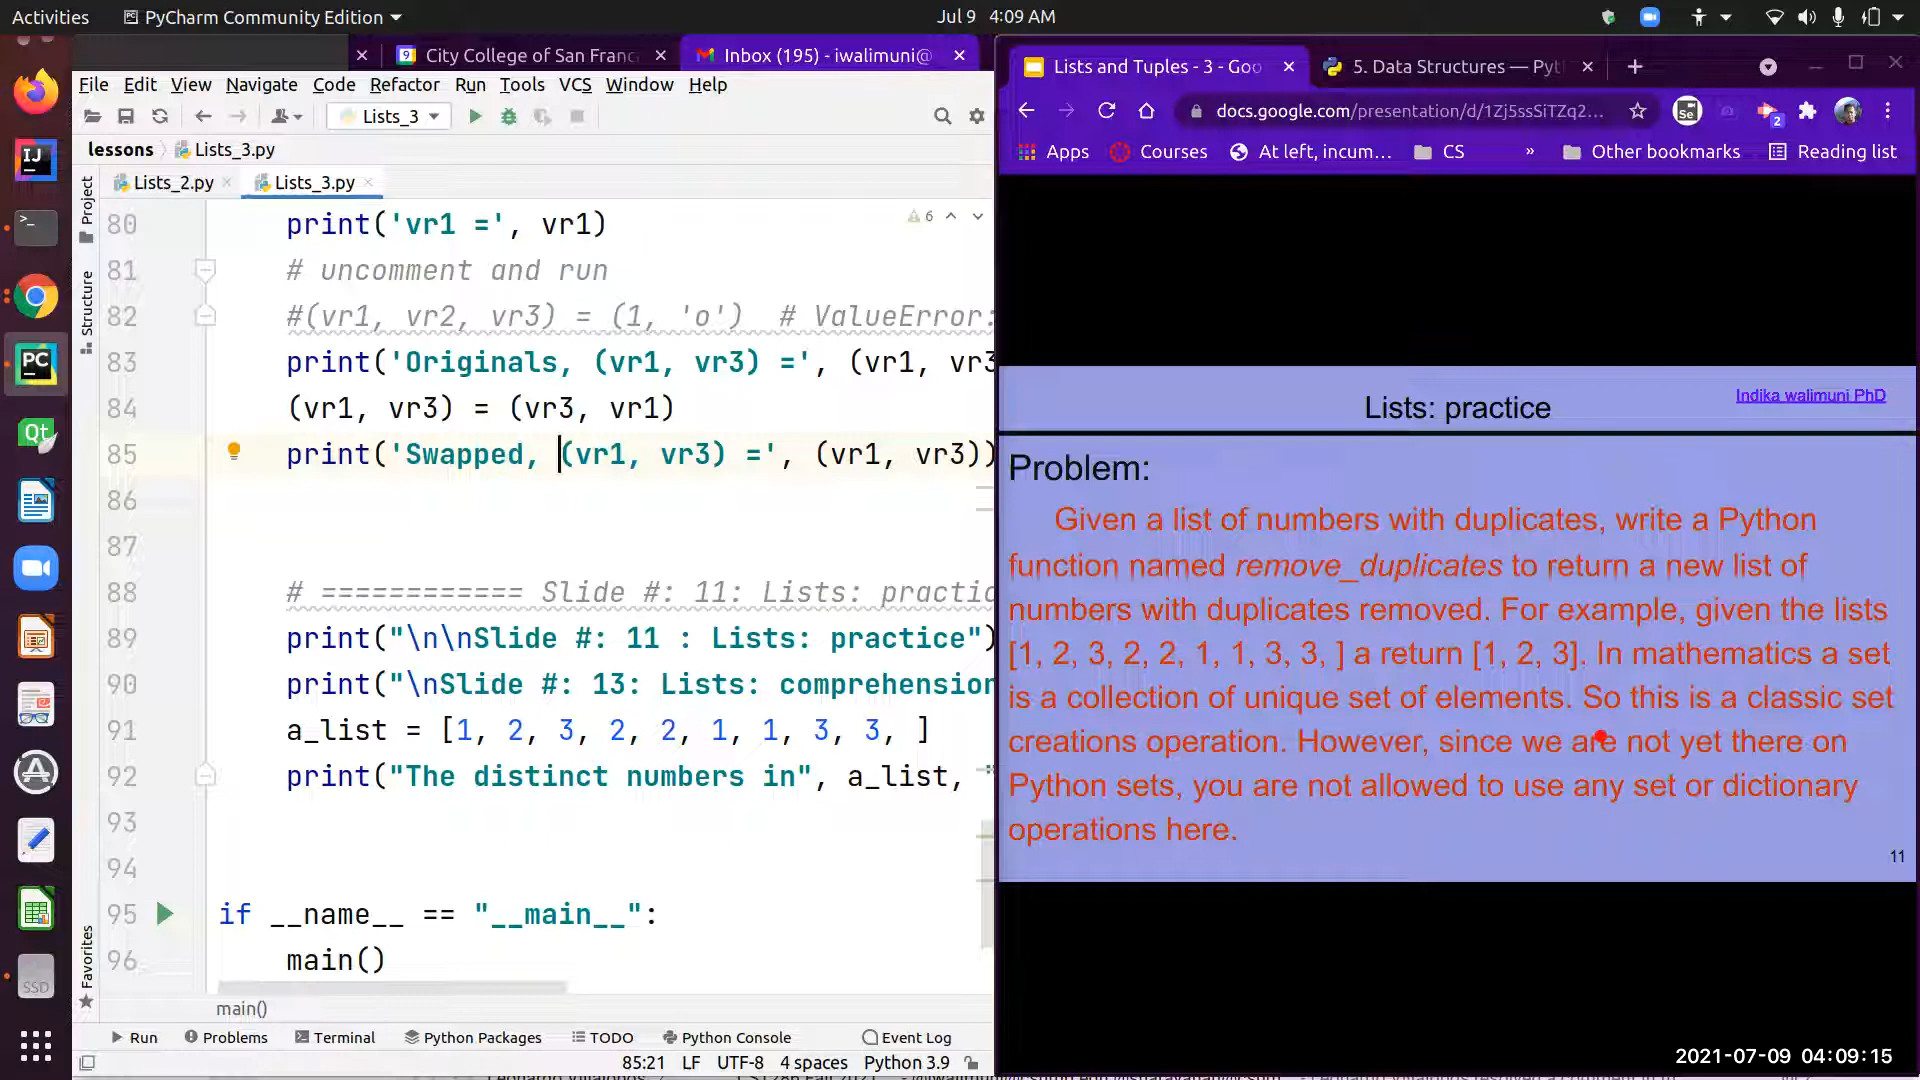 Activities
PyCharm Community Edition
Jul 9 4:09 AM
City College of San Franc
Inbox (195) - iwalimuni@
File Edit View Navigate Code Refactor Run Tools VCS Window Help
Lists_3
lessons Lists_3.py
Lists_2.py
Lists_3.py
Project
Structure
Favorites
6
80 print('vr1 =', vr1)
81 # uncomment and run
82 #(vr1, vr2, vr3) = (1, 'o') # ValueError:
83 print('Originals, (vr1, vr3) =', (vr1, vr3
84 (vr1, vr3) = (vr3, vr1)
85 print('Swapped, (vr1, vr3) =', (vr1, vr3))
86
87
88 # ============ Slide #: 11: Lists: practic
89 print("\n\nSlide #: 11 : Lists: practice")
90 print("\nSlide #: 13: Lists: comprehension
91 a_list = [1, 2, 3, 2, 2, 1, 1, 3, 3, ]
92 print("The distinct numbers in", a_list, "
93
94
95 if __name__ == "__main__":
96 main()
main()
Run Problems Terminal Python Packages TODO Python Console Event Log
85:21 LF UTF-8 4 spaces Python 3.9
IJ
PC
Qt
SSD
Lists and Tuples - 3 - Goo
5. Data Structures — Pyt
docs.google.com/presentation/d/1Zj5ssSiTZq2...
Se
2
Apps Courses At left, incum... CS » Other bookmarks Reading list
Lists: practice
Indika walimuni PhD
Problem:
Given a list of numbers with duplicates, write a Python
function named remove_duplicates to return a new list of
numbers with duplicates removed. For example, given the lists
[1, 2, 3, 2, 2, 1, 1, 3, 3, ] a return [1, 2, 3]. In mathematics a set
is a collection of unique set of elements. So this is a classic set
creations operation. However, since we are not yet there on
Python sets, you are not allowed to use any set or dictionary
operations here.
11
2021-07-09 04:09:15